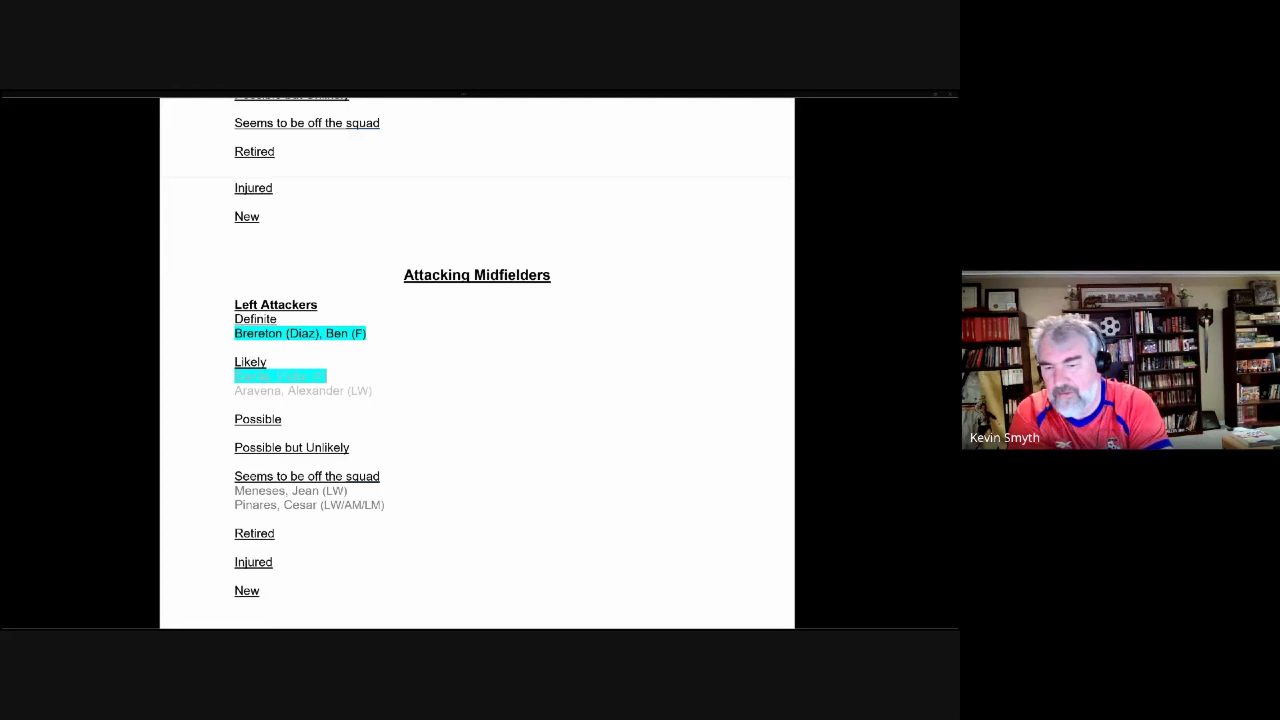 Seems to be off the squad
Retired
Injured
New
Attacking Midfielders
Left Attackers
Definite
Brereton (Diaz), Ben (F)
Likely
Aravena, Alexander (LW)
Possible
Possible but Unlikely
Seems to be off the squad
Meneses, Jean (LW)
Pinares, Cesar (LW/AM/LM)
Retired
Injured
New
Kevin Smyth